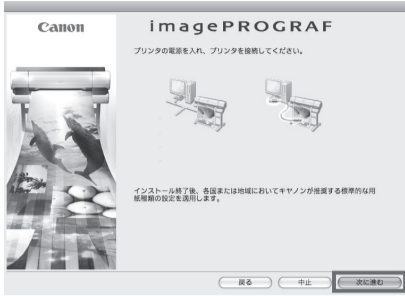 Canon
imagePROGRAF
プリンタの電源を入れ、プリンタを接続してください。
インストール終了後、各国または地域においてキヤノンが推奨する標準的な用
紙種類の設定を適用します。
戻る
中止
次に進む